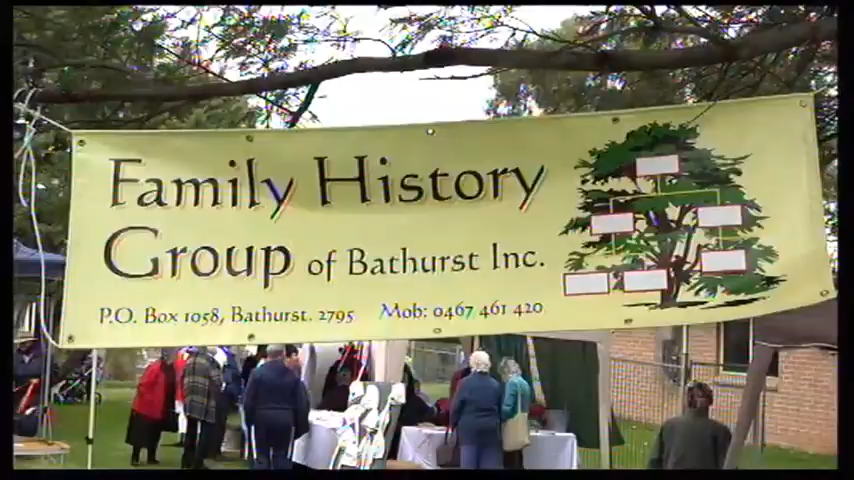 Family History
Group of Bathurst Inc.
P.O. Box 1058, Bathurst. 2795 Mob: 0467 461 420